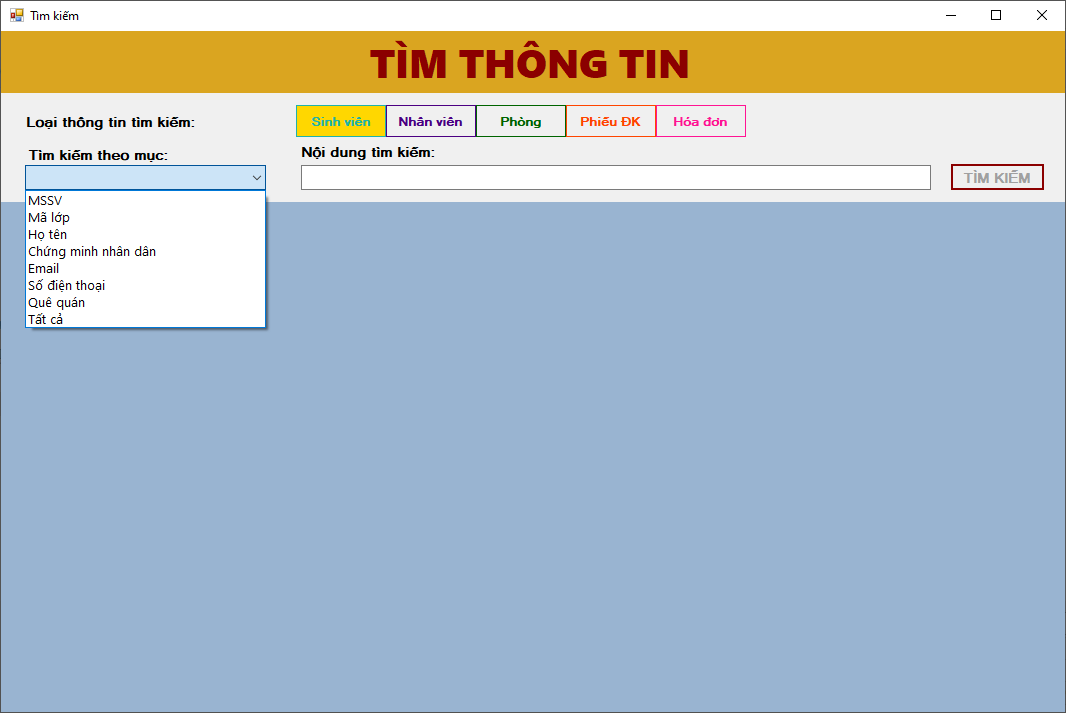 Tìm kiếm
TÌM THÔNG TIN
Loại thông tin tìm kiếm:
Sinh viên
Nhân viên
Phòng
Phiếu ĐK
Hóa đơn
Tìm kiếm theo mục:
Nội dung tìm kiếm:
TÌM KIẾM
MSSV
Mã lớp
Họ tên
Chứng minh nhân dân
Email
Số điện thoại
Quê quán
Tất cả